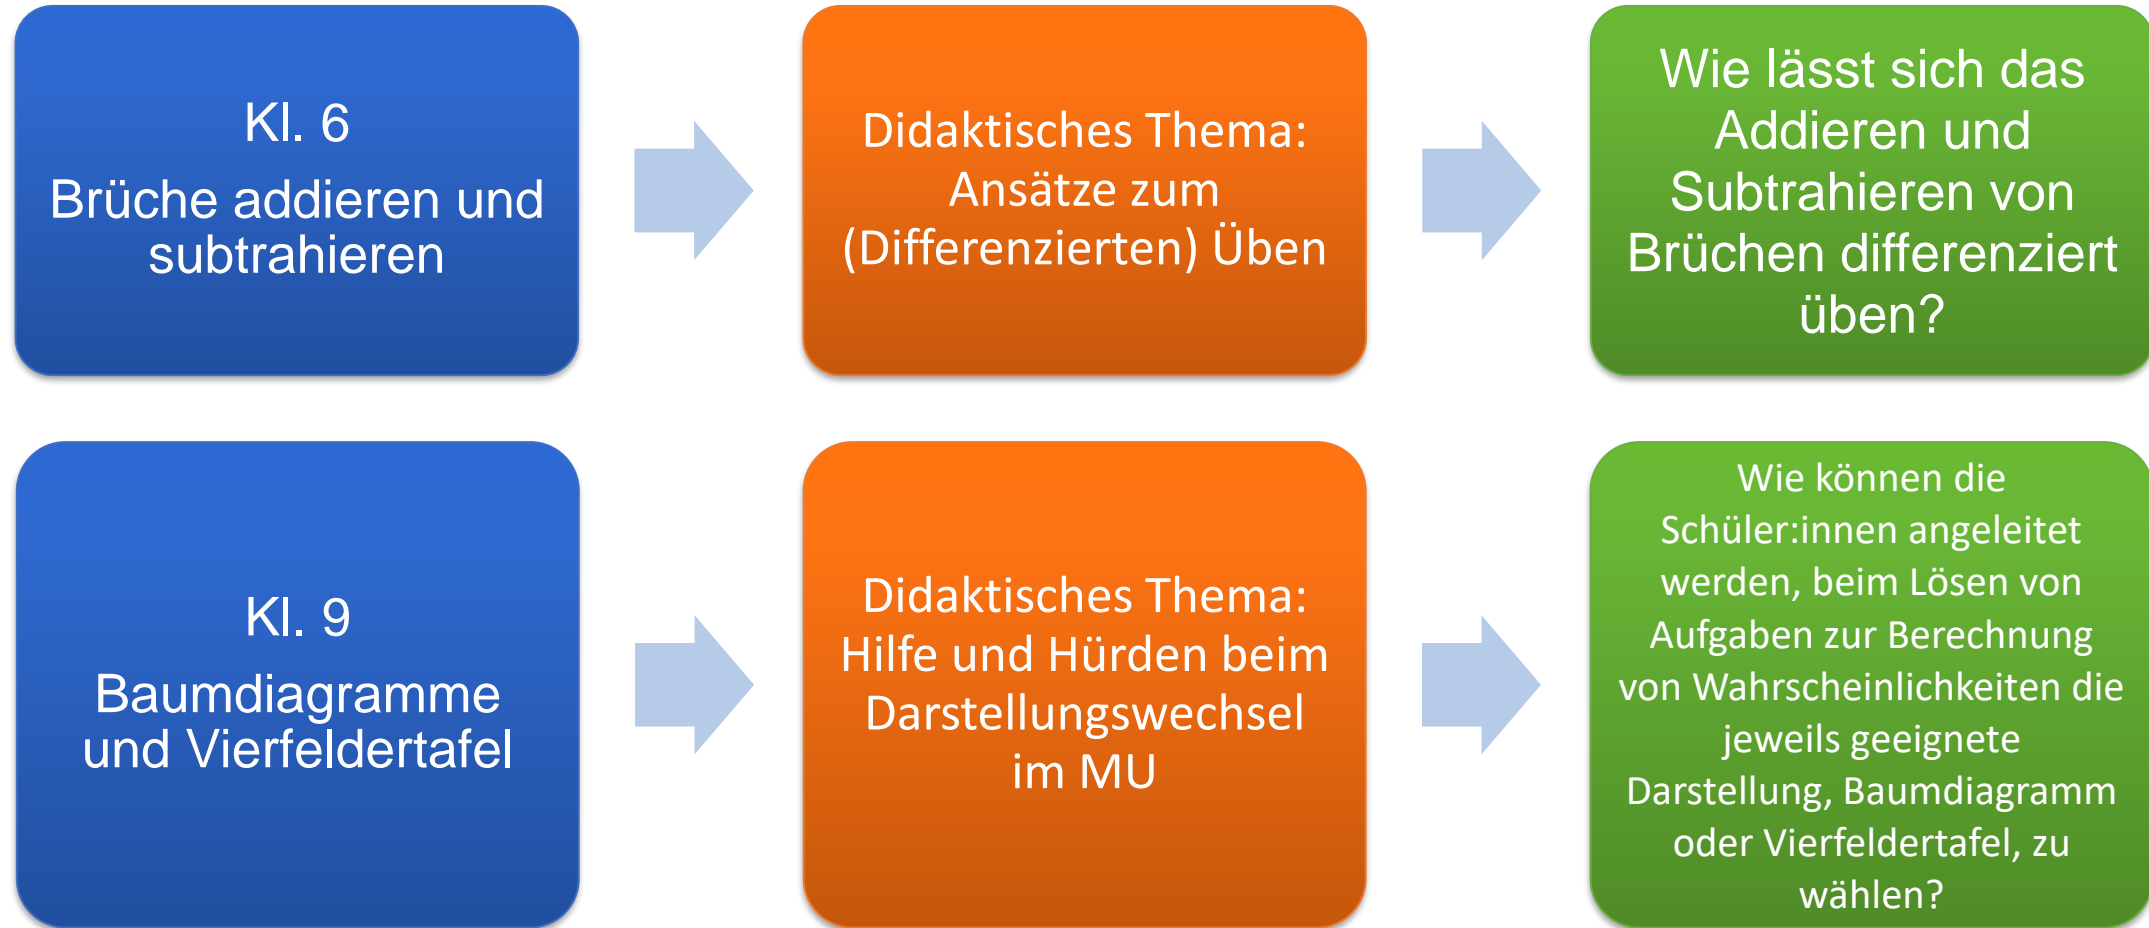 Kl. 6
Brüche addieren und
subtrahieren
Didaktisches Thema:
Ansätze zum
(Differenzierten) Üben
Wie lässt sich das
Addieren und
Subtrahieren von
Brüchen differenziert
üben?
Kl. 9
Baumdiagramme
und Vierfeldertafel
Didaktisches Thema:
Hilfe und Hürden beim
Darstellungswechsel
im MU
Wie können die
Schüler:innen angeleitet
werden, beim Lösen von
Aufgaben zur Berechnung
von Wahrscheinlichkeiten die
jeweils geeignete
Darstellung, Baumdiagramm
oder Vierfeldertafel, zu
wählen?